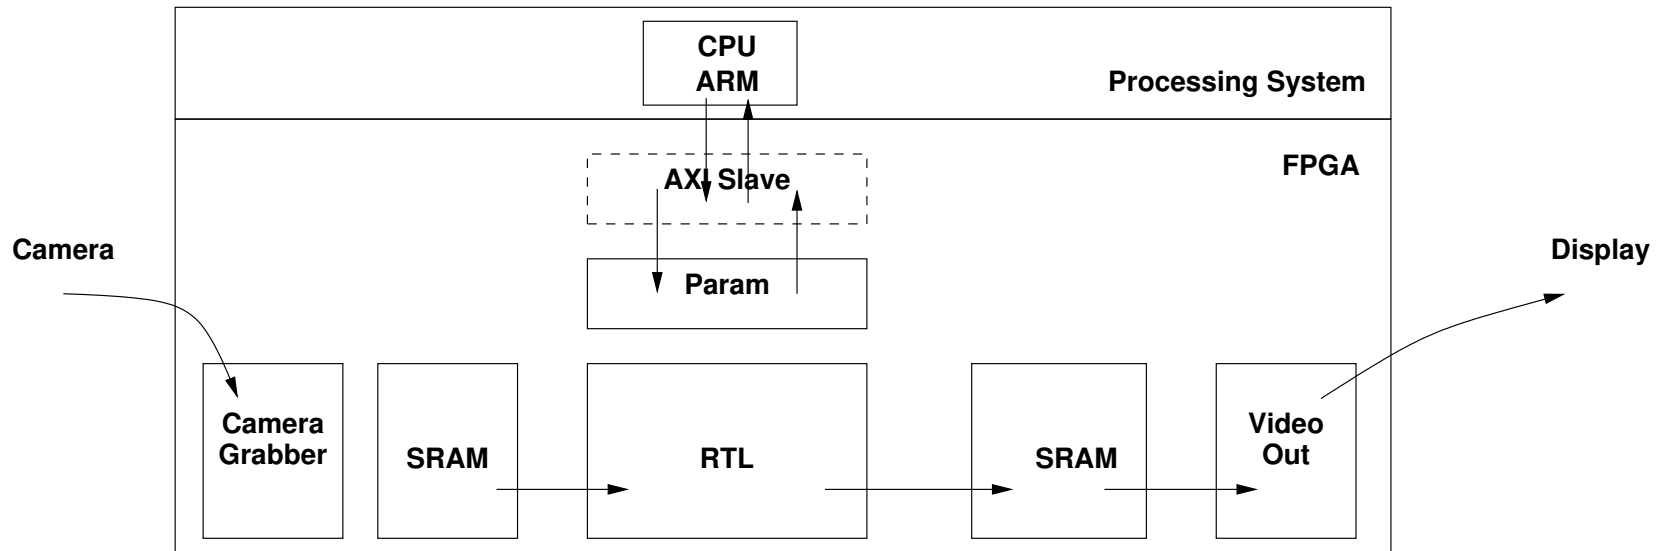 CPU
ARM
Processing System
FPGA
AXI Slave
Camera
Display
Param
Camera
Grabber
SRAM
RTL
SRAM
Video
Out